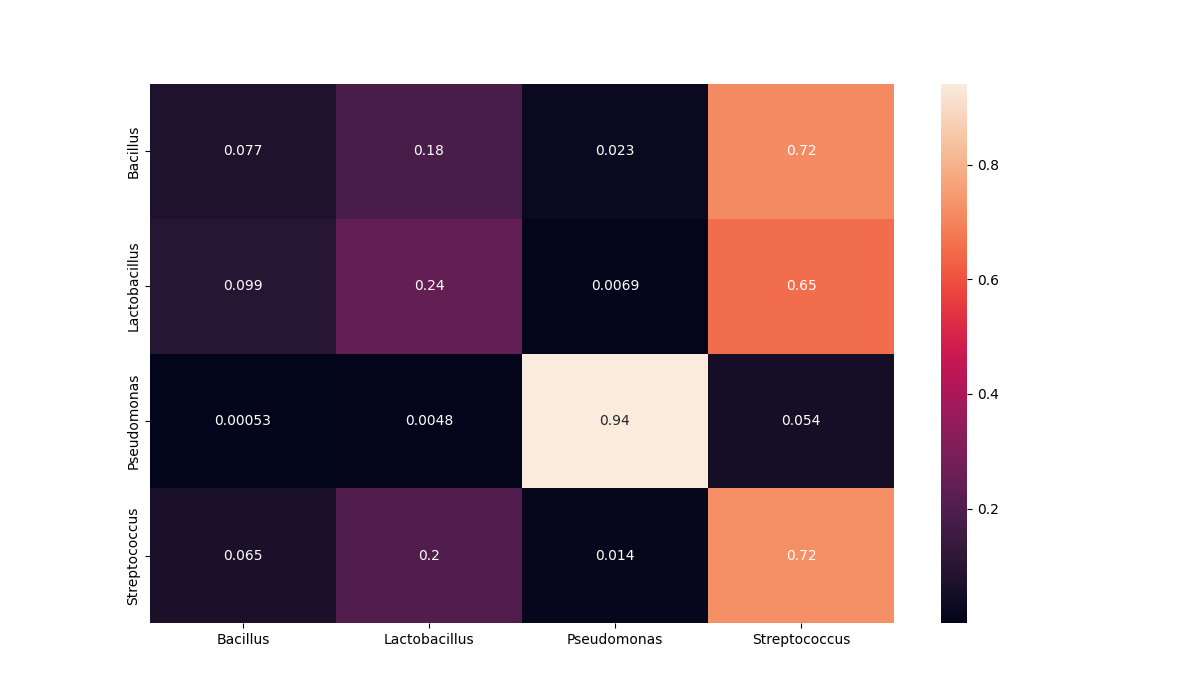 Bacillus 0.077 0.18 0.023 0.72
Lactobacillus 0.099 0.24 0.0069 0.65
Pseudomonas 0.00053 0.0048 0.94 0.054
Streptococcus 0.065 0.2 0.014 0.72
Bacillus Lactobacillus Pseudomonas Streptococcus
0.8
0.6
0.4
0.2